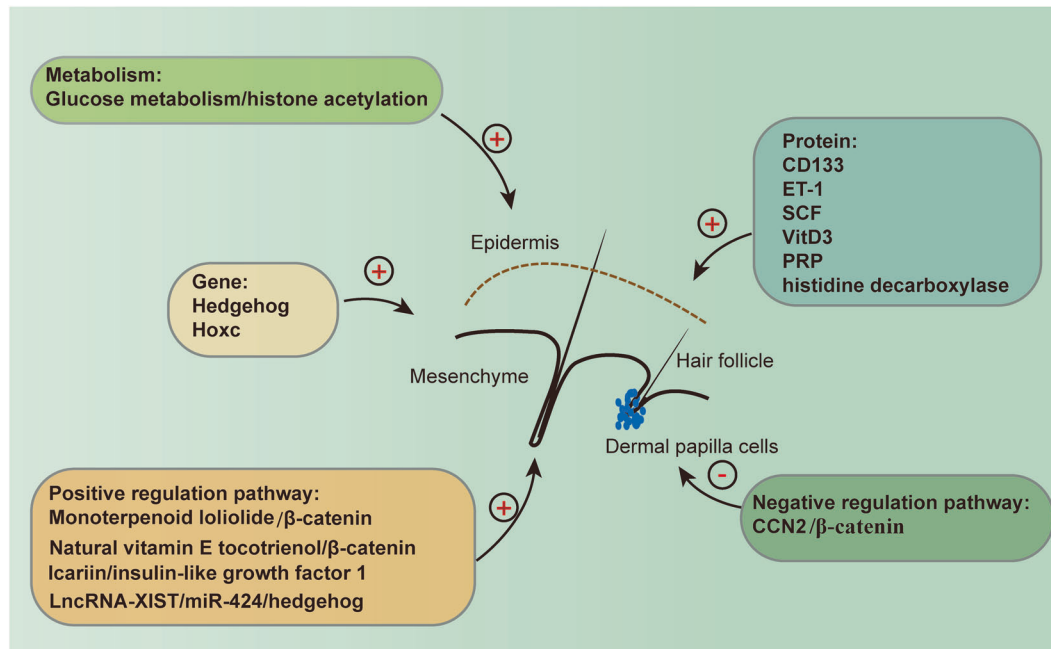 Metabolism:
Glucose metabolism/histone acetylation
+
Protein:
CD133
ET-1
SCF
VitD3
PRP
histidine decarboxylase
+
Epidermis
Gene:
Hedgehog
Hoxc
+
Mesenchyme
Hair follicle
Dermal papilla cells
Positive regulation pathway:
Monoterpenoid loliolide/β-catenin
Natural vitamin E tocotrienol/β-catenin
Icariin/insulin-like growth factor 1
LncRNA-XIST/miR-424/hedgehog
+
-
Negative regulation pathway:
CCN2/β-catenin